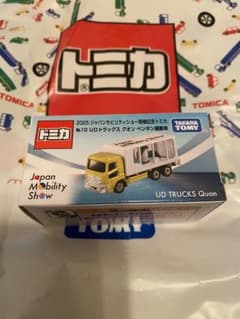 トミカ
TOMICA
トミカ
2025 ジャパンモビリティショー開催記念トミカ
No.10 UDトラックス クオン ペンギン運搬車
TAKARA TOMY
Japan
Mobility
Show
UD TRUCKS Quon
TOMY